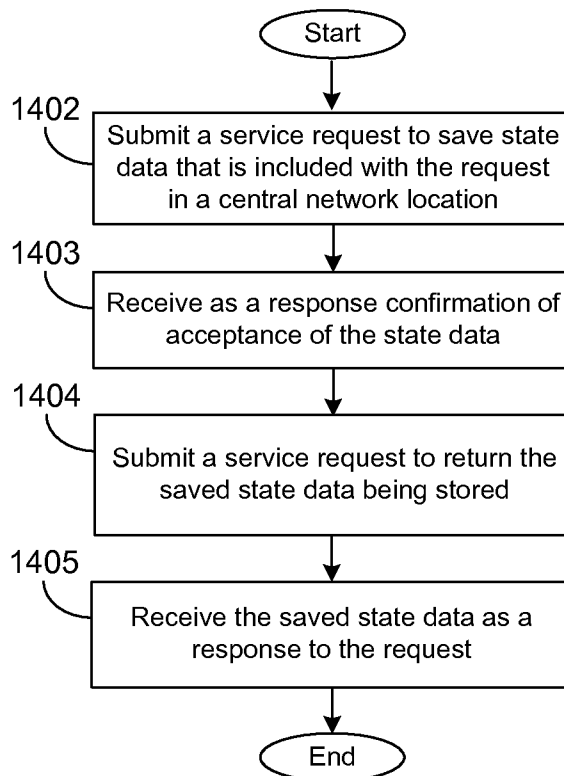 Start
1402
Submit a service request to save state
data that is included with the request
in a central network location
1403
Receive as a response confirmation of
acceptance of the state data
1404
Submit a service request to return the
saved state data being stored
1405
Receive the saved state data as a
response to the request
End